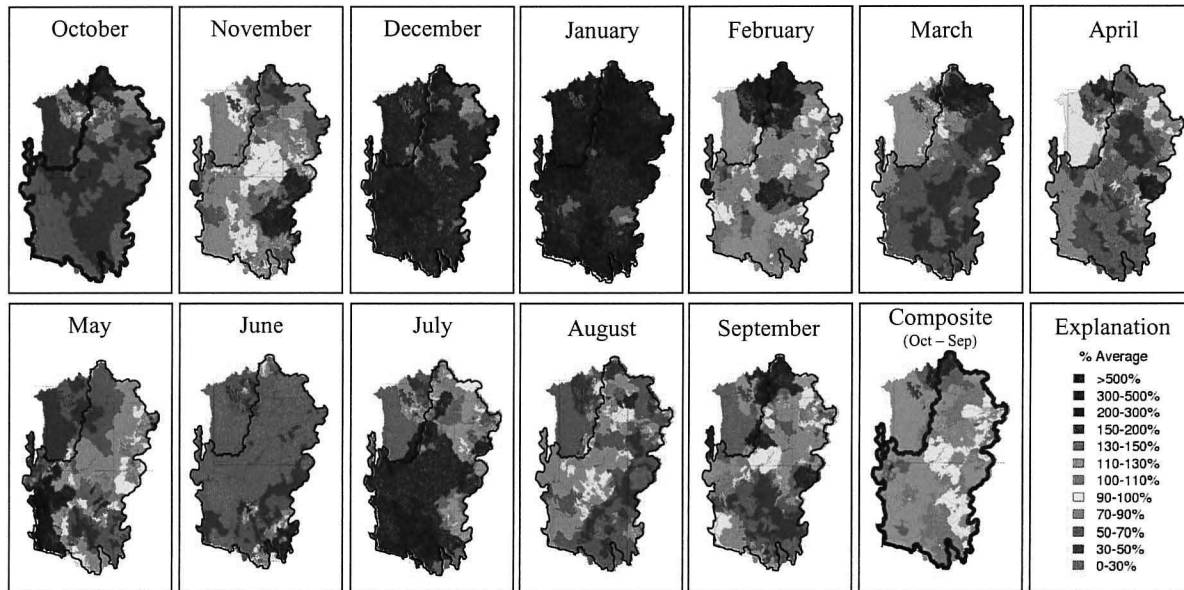 October
November
December
January
February
March
April
May
June
July
August
September
Composite
(Oct – Sep)
Explanation
% Average
>500%
300-500%
200-300%
150-200%
130-150%
110-130%
100-110%
90-100%
70-90%
50-70%
30-50%
0-30%